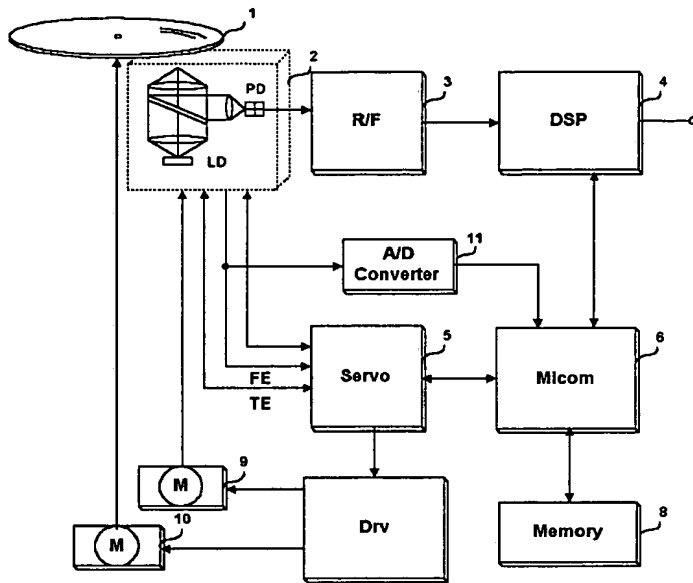 1
2
PD
LD
3
R/F
4
DSP
11
A/D
Converter
5
Servo
FE
TE
6
Micom
9
M
10
M
Drv
8
Memory